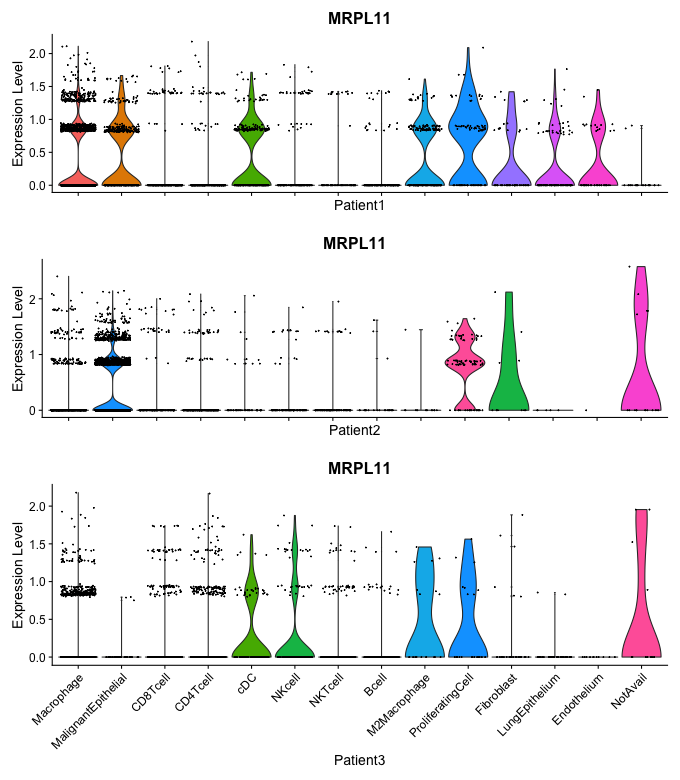 MRPL11
Expression Level
2.0
1.5
1.0
0.5
0.0
Patient1
MRPL11
Expression Level
2
1
0
Patient2
MRPL11
Expression Level
2.0
1.5
1.0
0.5
0.0
Macrophage
MalignantEpithelial
CD8Tcell
CD4Tcell
cDC
NKcell
NKTcell
Bcell
M2Macrophage
ProliferatingCell
Fibroblast
LungEpithelium
Endothelium
NotAvail
Patient3